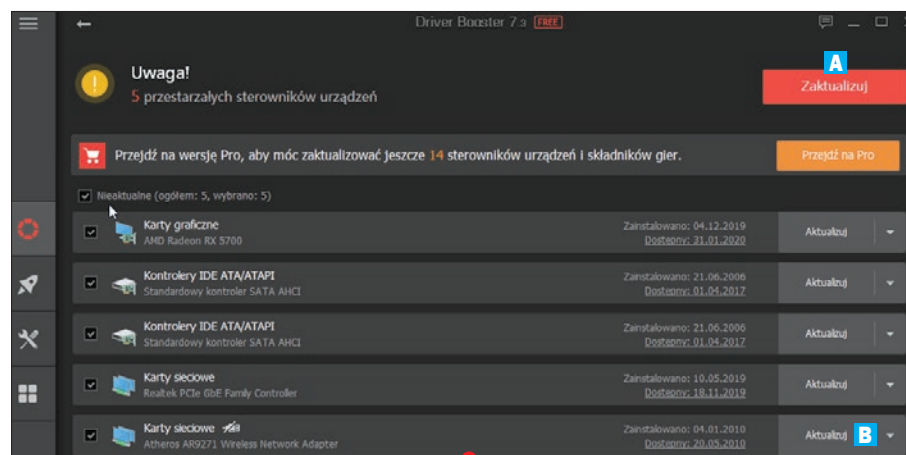 Driver Booster 7.3 FREE
Uwaga!
5 przestarzałych sterowników urządzeń
A
Zaktualizuj
Przejdź na wersję Pro, aby móc zaktualizować jeszcze 14 sterowników urządzeń i składników gier.
Przejdź na Pro
Nieaktualne (ogółem: 5, wybrano: 5)
Karty graficzne
AMD Radeon RX 5700
Zainstalowano: 04.12.2019
Dostępny: 31.01.2020
Aktualizuj
Kontrolery IDE ATA/ATAPI
Standardowy kontroler SATA AHCI
Zainstalowano: 21.06.2006
Dostępny: 01.04.2017
Aktualizuj
Kontrolery IDE ATA/ATAPI
Standardowy kontroler SATA AHCI
Zainstalowano: 21.06.2006
Dostępny: 01.04.2017
Aktualizuj
Karty sieciowe
Realtek PCIe GbE Family Controller
Zainstalowano: 10.05.2019
Dostępny: 18.11.2019
Aktualizuj
Karty sieciowe
Atheros AR9271 Wireless Network Adapter
Zainstalowano: 04.01.2010
Dostępny: 20.05.2010
Aktualizuj B